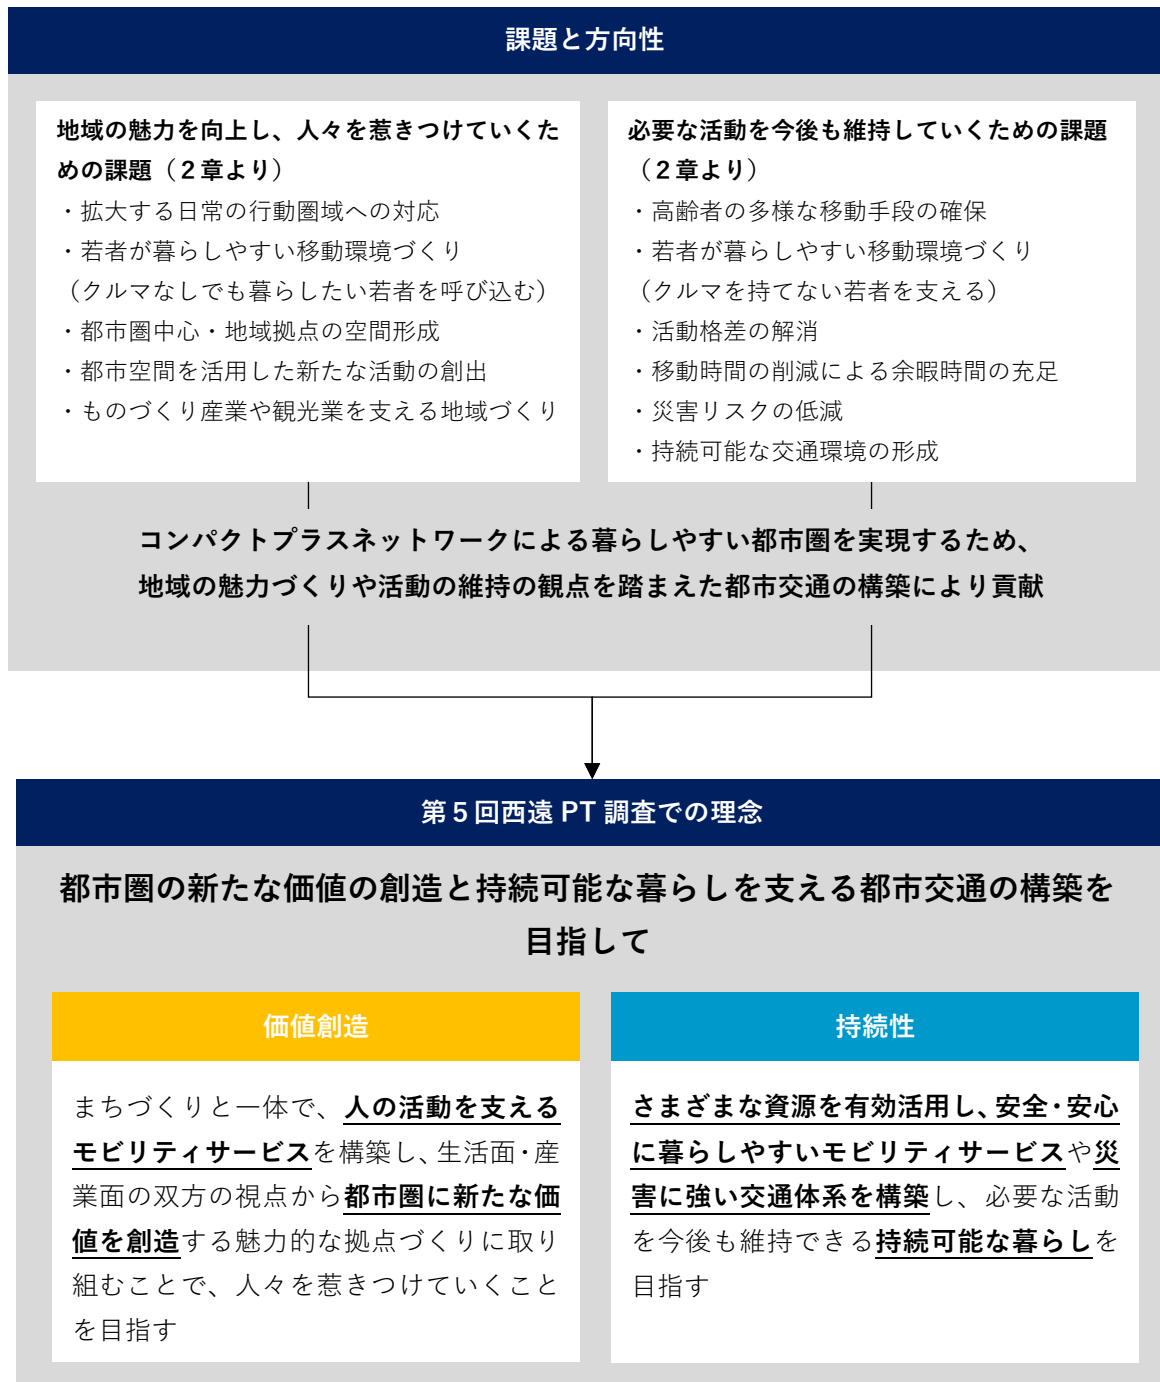 課題と方向性
地域の魅力を向上し、人々を惹きつけていくた
めの課題（２章より）
・拡大する日常の行動圏域への対応
・若者が暮らしやすい移動環境づくり
（クルマなしでも暮らしたい若者を呼び込む）
・都市圏中心・地域拠点の空間形成
・都市空間を活用した新たな活動の創出
・ものづくり産業や観光業を支える地域づくり
必要な活動を今後も維持していくための課題
（２章より）
・高齢者の多様な移動手段の確保
・若者が暮らしやすい移動環境づくり
（クルマを持てない若者を支える）
・活動格差の解消
・移動時間の削減による余暇時間の充足
・災害リスクの低減
・持続可能な交通環境の形成
コンパクトプラスネットワークによる暮らしやすい都市圏を実現するため、
地域の魅力づくりや活動の維持の観点を踏まえた都市交通の構築により貢献
第５回西遠 PT 調査での理念
都市圏の新たな価値の創造と持続可能な暮らしを支える都市交通の構築を
目指して
価値創造
まちづくりと一体で、人の活動を支える
モビリティサービスを構築し、生活面・産
業面の双方の視点から都市圏に新たな価
値を創造する魅力的な拠点づくりに取り
組むことで、人々を惹きつけていくこと
を目指す
持続性
さまざまな資源を有効活用し、安全・安心
に暮らしやすいモビリティサービスや災
害に強い交通体系を構築し、必要な活動
を今後も維持できる持続可能な暮らしを
目指す